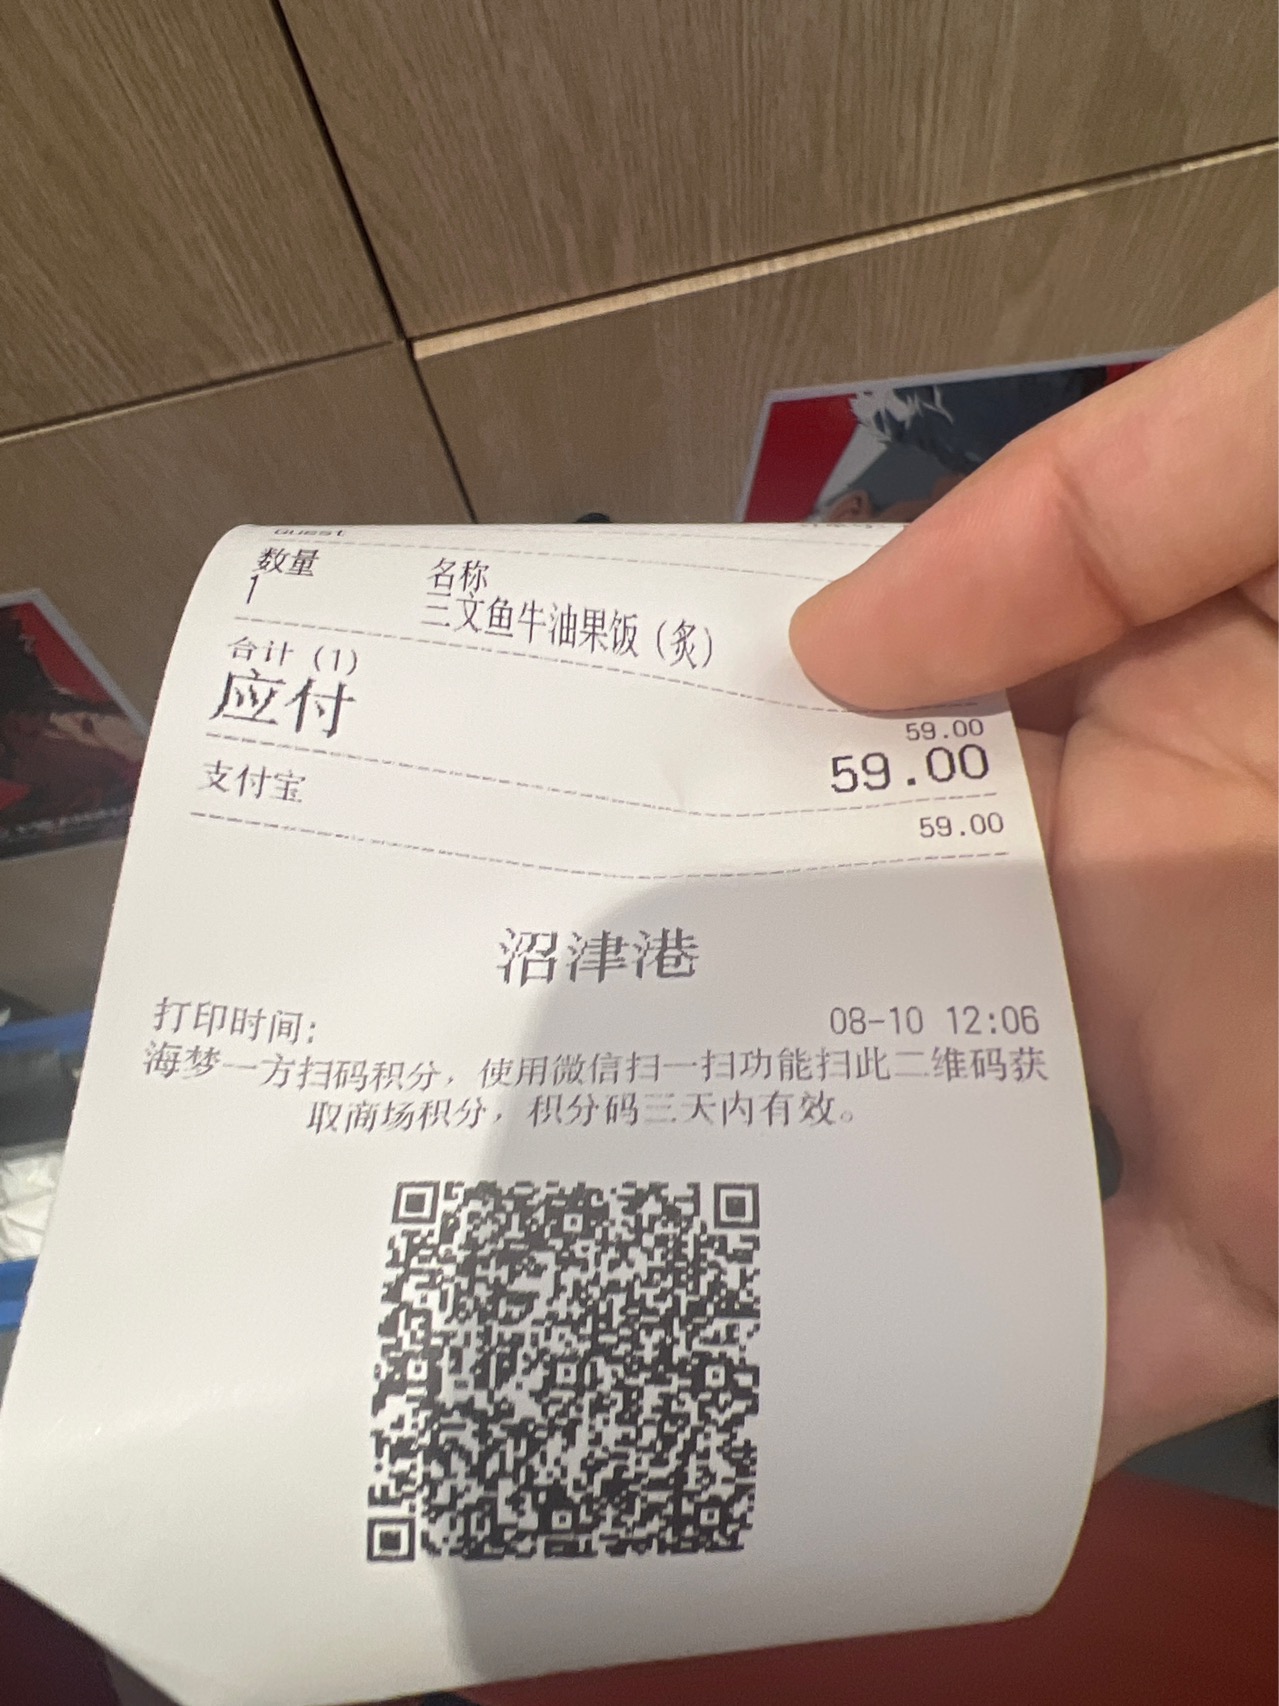 Guest
数量 名称
1 三文鱼牛油果饭（炙）
合计（1） 59.00
应付 59.00
支付宝 59.00
沼津港
打印时间： 08-10 12:06
海梦一方扫码积分，使用微信扫一扫功能扫此二维码获
取商场积分，积分码三天内有效。